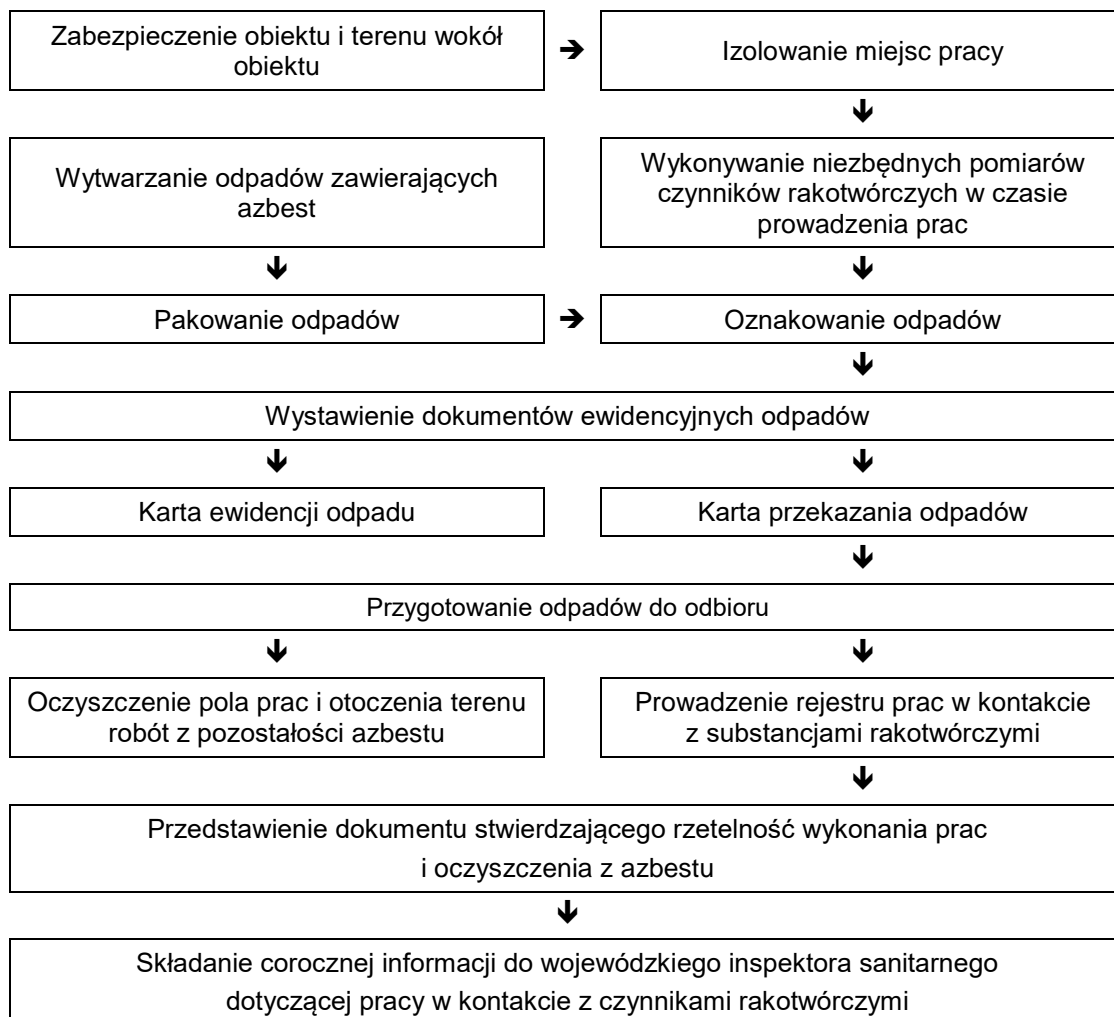 Zabezpieczenie obiektu i terenu wokół
obiektu
➔
Izolowanie miejsc pracy
Wytwarzanie odpadów zawierających
azbest
Wykonywanie niezbędnych pomiarów
czynników rakotwórczych w czasie
prowadzenia prac
Pakowanie odpadów
➔
Oznakowanie odpadów
Wystawienie dokumentów ewidencyjnych odpadów
Karta ewidencji odpadu
Karta przekazania odpadów
Przygotowanie odpadów do odbioru
Oczyszczenie pola prac i otoczenia terenu
robót z pozostałości azbestu
Prowadzenie rejestru prac w kontakcie
z substancjami rakotwórczymi
Przedstawienie dokumentu stwierdzającego rzetelność wykonania prac
i oczyszczenia z azbestu
Składanie corocznej informacji do wojewódzkiego inspektora sanitarnego
dotyczącej pracy w kontakcie z czynnikami rakotwórczymi